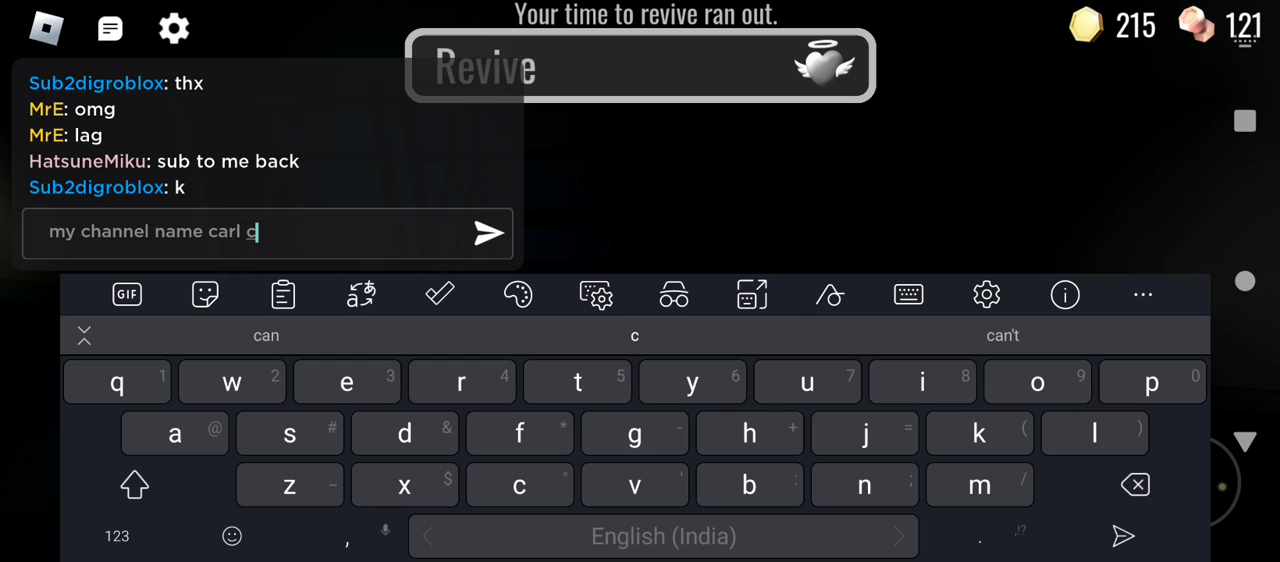 Your time to revive ran out.
Revive
215
121
Sub2digroblox: thx
MrE: omg
MrE: lag
HatsuneMiku: sub to me back
Sub2digroblox: k
my channel name carl c
GIF
can c can't
q 1 w 2 e 3 r 4 t 5 y 6 u 7 i 8 o 9 p 0
a @ s # d & f * g - h + j = k ( l )
z _ x $ c " v ' b : n ; m /
123 , English (India) . ,!?